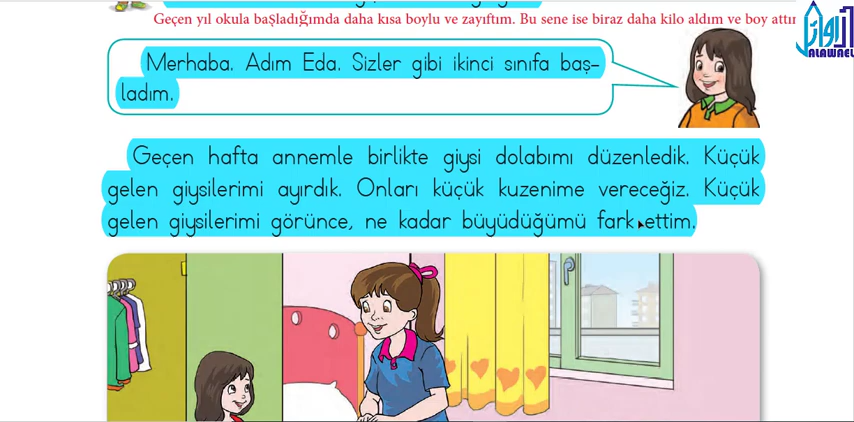 Geçen yıl okula başladığımda daha kısa boylu ve zayıftım. Bu sene ise biraz daha kilo aldım ve boy attım
Merhaba. Adım Eda. Sizler gibi ikinci sınıfa baş-
ladım.
Geçen hafta annemle birlikte giysi dolabımı düzenledik. Küçük
gelen giysilerimi ayırdık. Onları küçük kuzenime vereceğiz. Küçük
gelen giysilerimi görünce, ne kadar büyüdüğümü fark ettim.
ALAWAEL